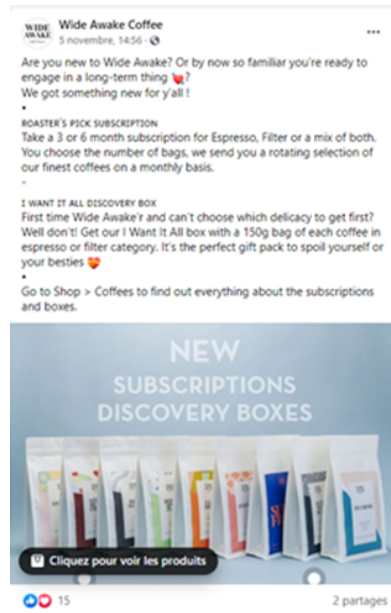 WIDE
AWAKE
Wide Awake Coffee
5 novembre, 14:56 ·
Are you new to Wide Awake? Or by now so familiar you're ready to
engage in a long-term thing 💘?
We got something new for y'all !
•
ROASTER'S PICK SUBSCRIPTION
Take a 3 or 6 month subscription for Espresso, Filter or a mix of both.
You choose the number of bags, we send you a rotating selection of
our finest coffees on a monthly basis.
•
I WANT IT ALL DISCOVERY BOX
First time Wide Awake'r and can't choose which delicacy to get first?
Well don't! Get our I Want It All box with a 150g bag of each coffee in
espresso or filter category. It's the perfect gift pack to spoil yourself or
your besties 💝
•
Go to Shop > Coffees to find out everything about the subscriptions
and boxes.
NEW
SUBSCRIPTIONS
DISCOVERY BOXES
Cliquez pour voir les produits
15
2 partages